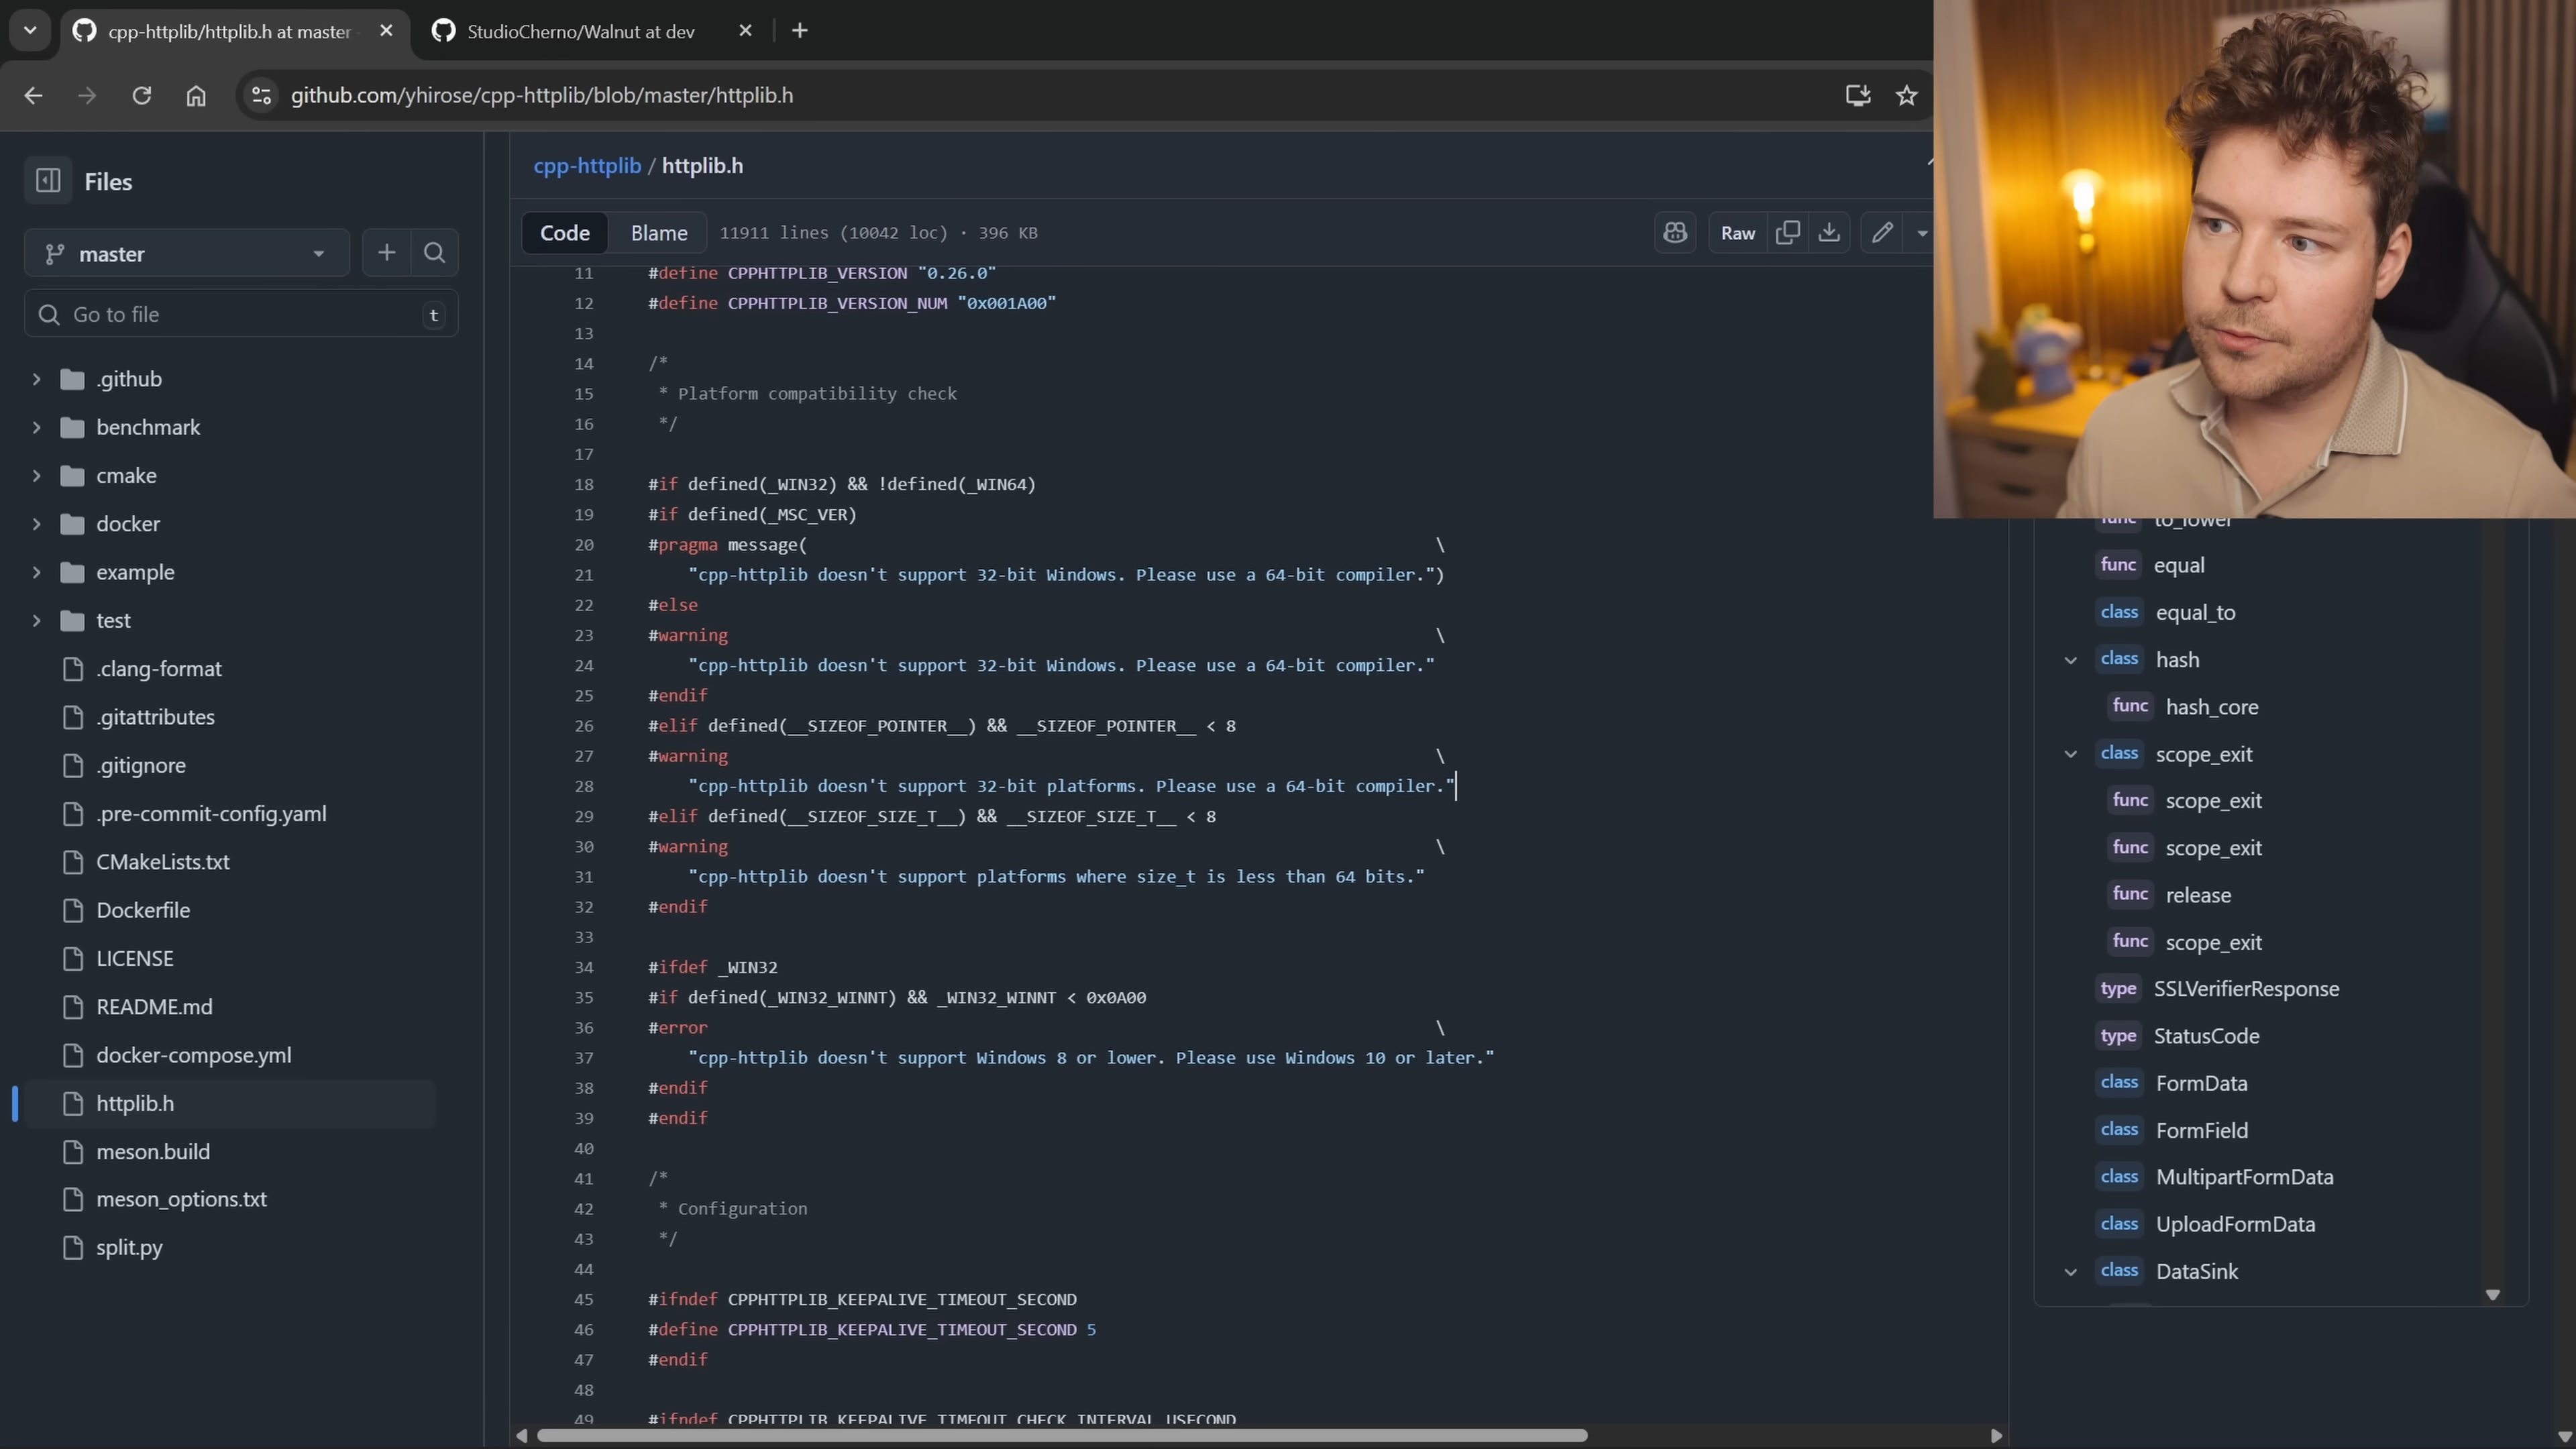 cpp-httplib/httplib.h at master
StudioCherno/Walnut at dev
github.com/yhirose/cpp-httplib/blob/master/httplib.h
Files
master
Go to file
t
.github
benchmark
cmake
docker
example
test
.clang-format
.gitattributes
.gitignore
.pre-commit-config.yaml
CMakeLists.txt
Dockerfile
LICENSE
README.md
docker-compose.yml
httplib.h
meson.build
meson_options.txt
split.py
cpp-httplib / httplib.h
Code Blame 11911 lines (10042 loc) · 396 KB
Raw
11 #define CPPHTTPLIB_VERSION "0.26.0"
12 #define CPPHTTPLIB_VERSION_NUM "0x001A00"
13
14 /*
15 * Platform compatibility check
16 */
17
18 #if defined(_WIN32) && !defined(_WIN64)
19 #if defined(_MSC_VER)
20 #pragma message( \
21 "cpp-httplib doesn't support 32-bit Windows. Please use a 64-bit compiler.")
22 #else
23 #warning \
24 "cpp-httplib doesn't support 32-bit Windows. Please use a 64-bit compiler."
25 #endif
26 #elif defined(__SIZEOF_POINTER__) && __SIZEOF_POINTER__ < 8
27 #warning \
28 "cpp-httplib doesn't support 32-bit platforms. Please use a 64-bit compiler."
29 #elif defined(__SIZEOF_SIZE_T__) && __SIZEOF_SIZE_T__ < 8
30 #warning \
31 "cpp-httplib doesn't support platforms where size_t is less than 64 bits."
32 #endif
33
34 #ifdef _WIN32
35 #if defined(_WIN32_WINNT) && _WIN32_WINNT < 0x0A00
36 #error \
37 "cpp-httplib doesn't support Windows 8 or lower. Please use Windows 10 or later."
38 #endif
39 #endif
40
41 /*
42 * Configuration
43 */
44
45 #ifndef CPPHTTPLIB_KEEPALIVE_TIMEOUT_SECOND
46 #define CPPHTTPLIB_KEEPALIVE_TIMEOUT_SECOND 5
47 #endif
48
49 #ifndef CPPHTTPLIB_KEEPALIVE_TIMEOUT_CHECK_INTERVAL_USECOND
func to_lower
func equal
class equal_to
class hash
func hash_core
class scope_exit
func scope_exit
func scope_exit
func release
func scope_exit
type SSLVerifierResponse
type StatusCode
class FormData
class FormField
class MultipartFormData
class UploadFormData
class DataSink